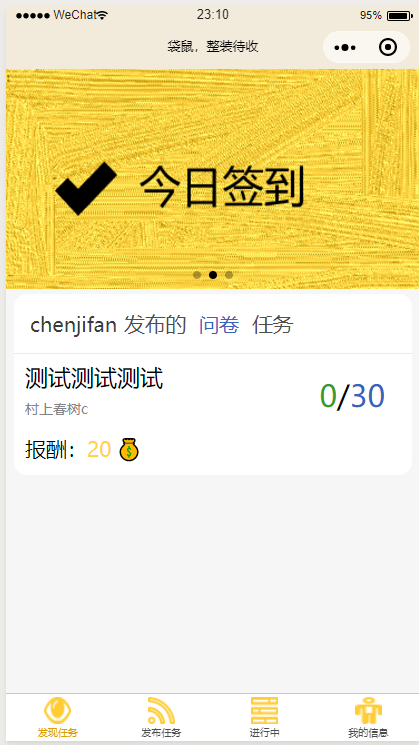 WeChat 23:10 95%
袋鼠，整装待收
今日签到
chenjifan 发布的 问卷 任务
测试测试测试
村上春树c
0/30
报酬：20
发现任务 发布任务 进行中 我的信息